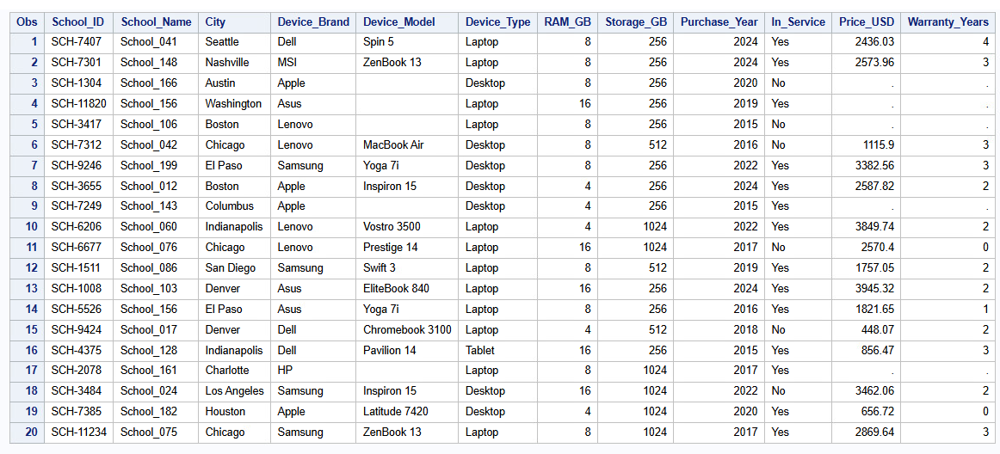 Obs School_ID School_Name City Device_Brand Device_Model Device_Type RAM_GB Storage_GB Purchase_Year In_Service Price_USD Warranty_Years
1 SCH-7407 School_041 Seattle Dell Spin 5 Laptop 8 256 2024 Yes 2436.03 4
2 SCH-7301 School_148 Nashville MSI ZenBook 13 Laptop 8 256 2024 Yes 2573.96 3
3 SCH-1304 School_166 Austin Apple Desktop 8 256 2020 No . .
4 SCH-11820 School_156 Washington Asus Laptop 16 256 2019 Yes . .
5 SCH-3417 School_106 Boston Lenovo Laptop 8 256 2015 No . .
6 SCH-7312 School_042 Chicago Lenovo MacBook Air Desktop 8 512 2016 No 1115.9 3
7 SCH-9246 School_199 El Paso Samsung Yoga 7i Desktop 8 256 2022 Yes 3382.56 3
8 SCH-3655 School_012 Boston Apple Inspiron 15 Desktop 4 256 2024 Yes 2587.82 2
9 SCH-7249 School_143 Columbus Apple Desktop 4 256 2015 Yes . .
10 SCH-6206 School_060 Indianapolis Lenovo Vostro 3500 Laptop 4 1024 2022 Yes 3849.74 2
11 SCH-6677 School_076 Chicago Lenovo Prestige 14 Laptop 16 1024 2017 No 2570.4 0
12 SCH-1511 School_086 San Diego Samsung Swift 3 Laptop 8 512 2019 Yes 1757.05 2
13 SCH-1008 School_103 Denver Asus EliteBook 840 Laptop 16 256 2024 Yes 3945.32 2
14 SCH-5526 School_156 El Paso Asus Yoga 7i Laptop 8 256 2016 Yes 1821.65 1
15 SCH-9424 School_017 Denver Dell Chromebook 3100 Laptop 4 512 2018 No 448.07 2
16 SCH-4375 School_128 Indianapolis Dell Pavilion 14 Tablet 16 256 2015 Yes 856.47 3
17 SCH-2078 School_161 Charlotte HP Laptop 8 1024 2017 Yes . .
18 SCH-3484 School_024 Los Angeles Samsung Inspiron 15 Desktop 16 1024 2022 No 3462.06 2
19 SCH-7385 School_182 Houston Apple Latitude 7420 Desktop 4 1024 2020 Yes 656.72 0
20 SCH-11234 School_075 Chicago Samsung ZenBook 13 Laptop 8 1024 2017 Yes 2869.64 3